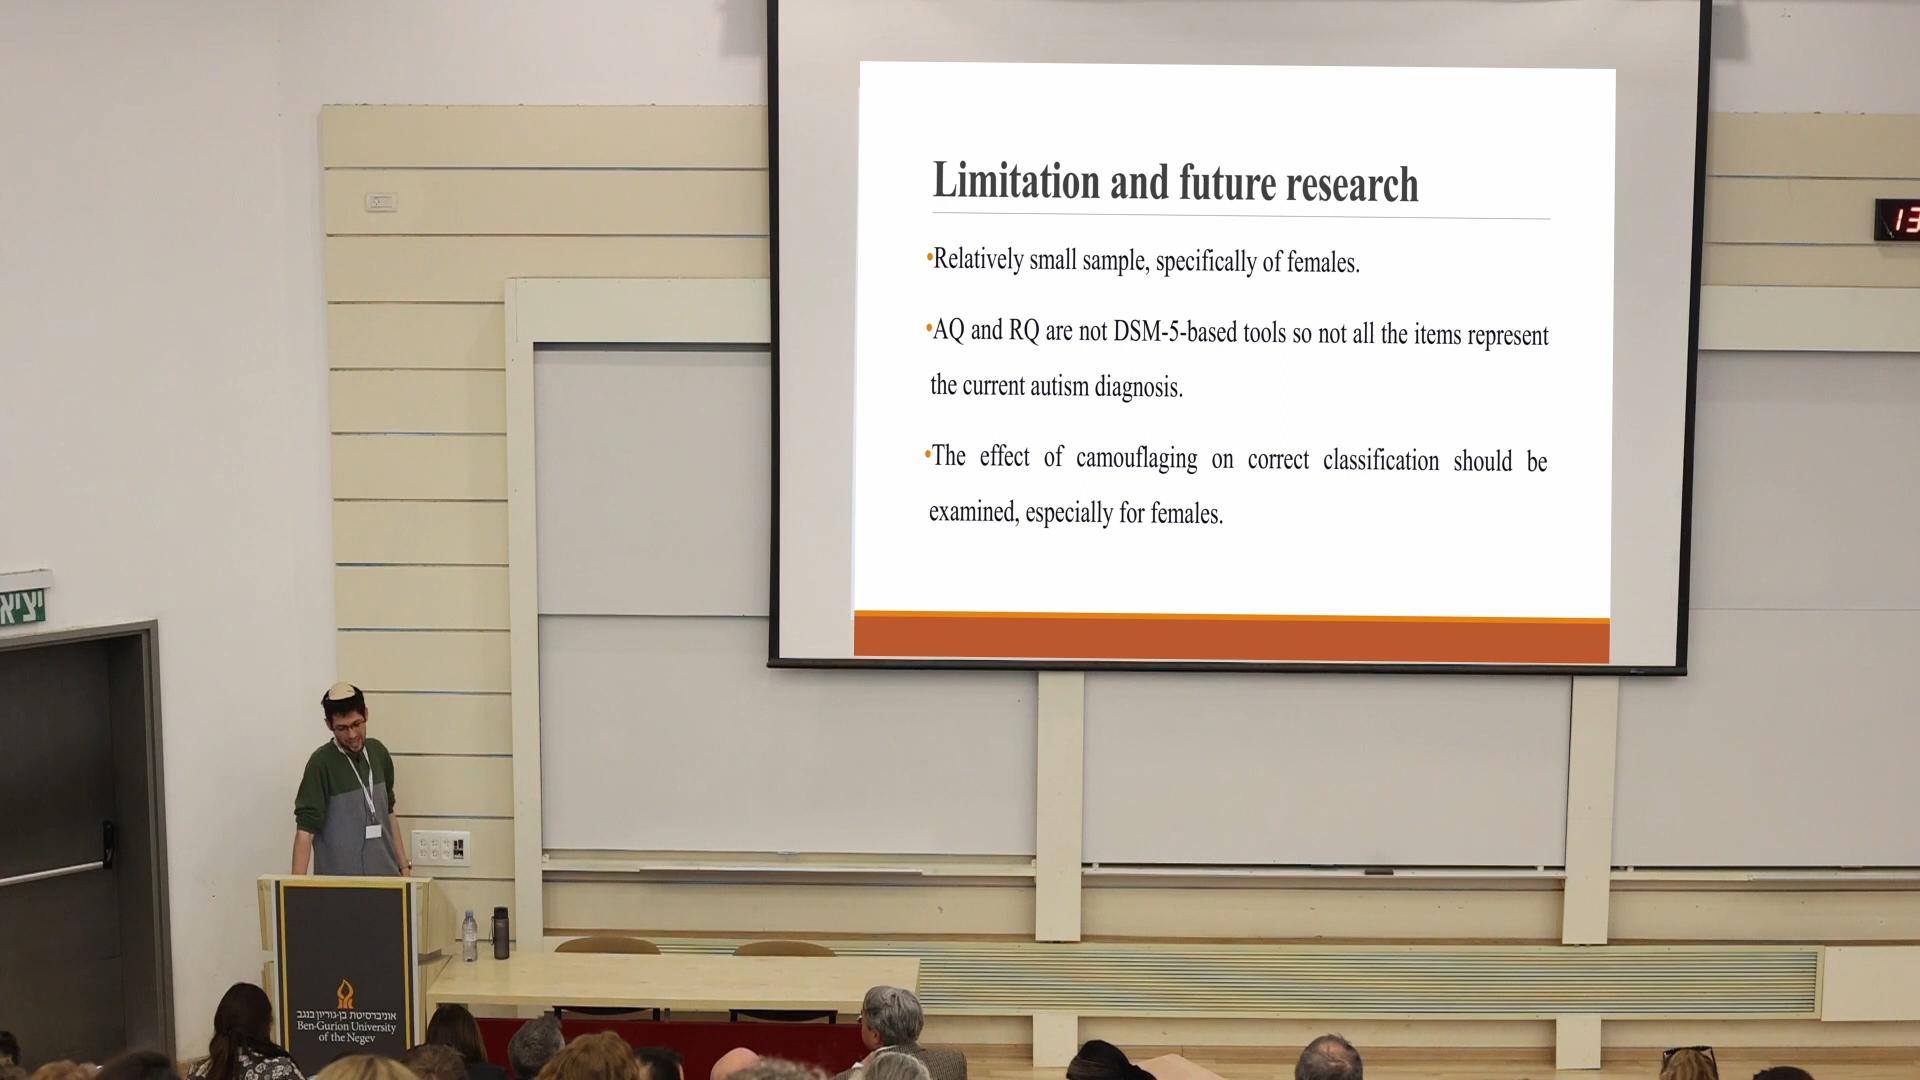 Limitation and future research
•Relatively small sample, specifically of females.
•AQ and RQ are not DSM-5-based tools so not all the items represent
the current autism diagnosis.
•The effect of camouflaging on correct classification should be
examined, especially for females.
13
יציא
אוניברסיטת בן-גוריון בנגב
Ben-Gurion University
of the Negev